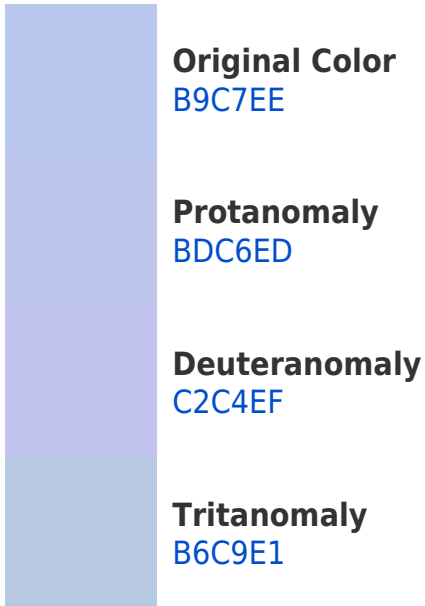 Original Color
B9C7EE
Protanomaly
BDC6ED
Deuteranomaly
C2C4EF
Tritanomaly
B6C9E1